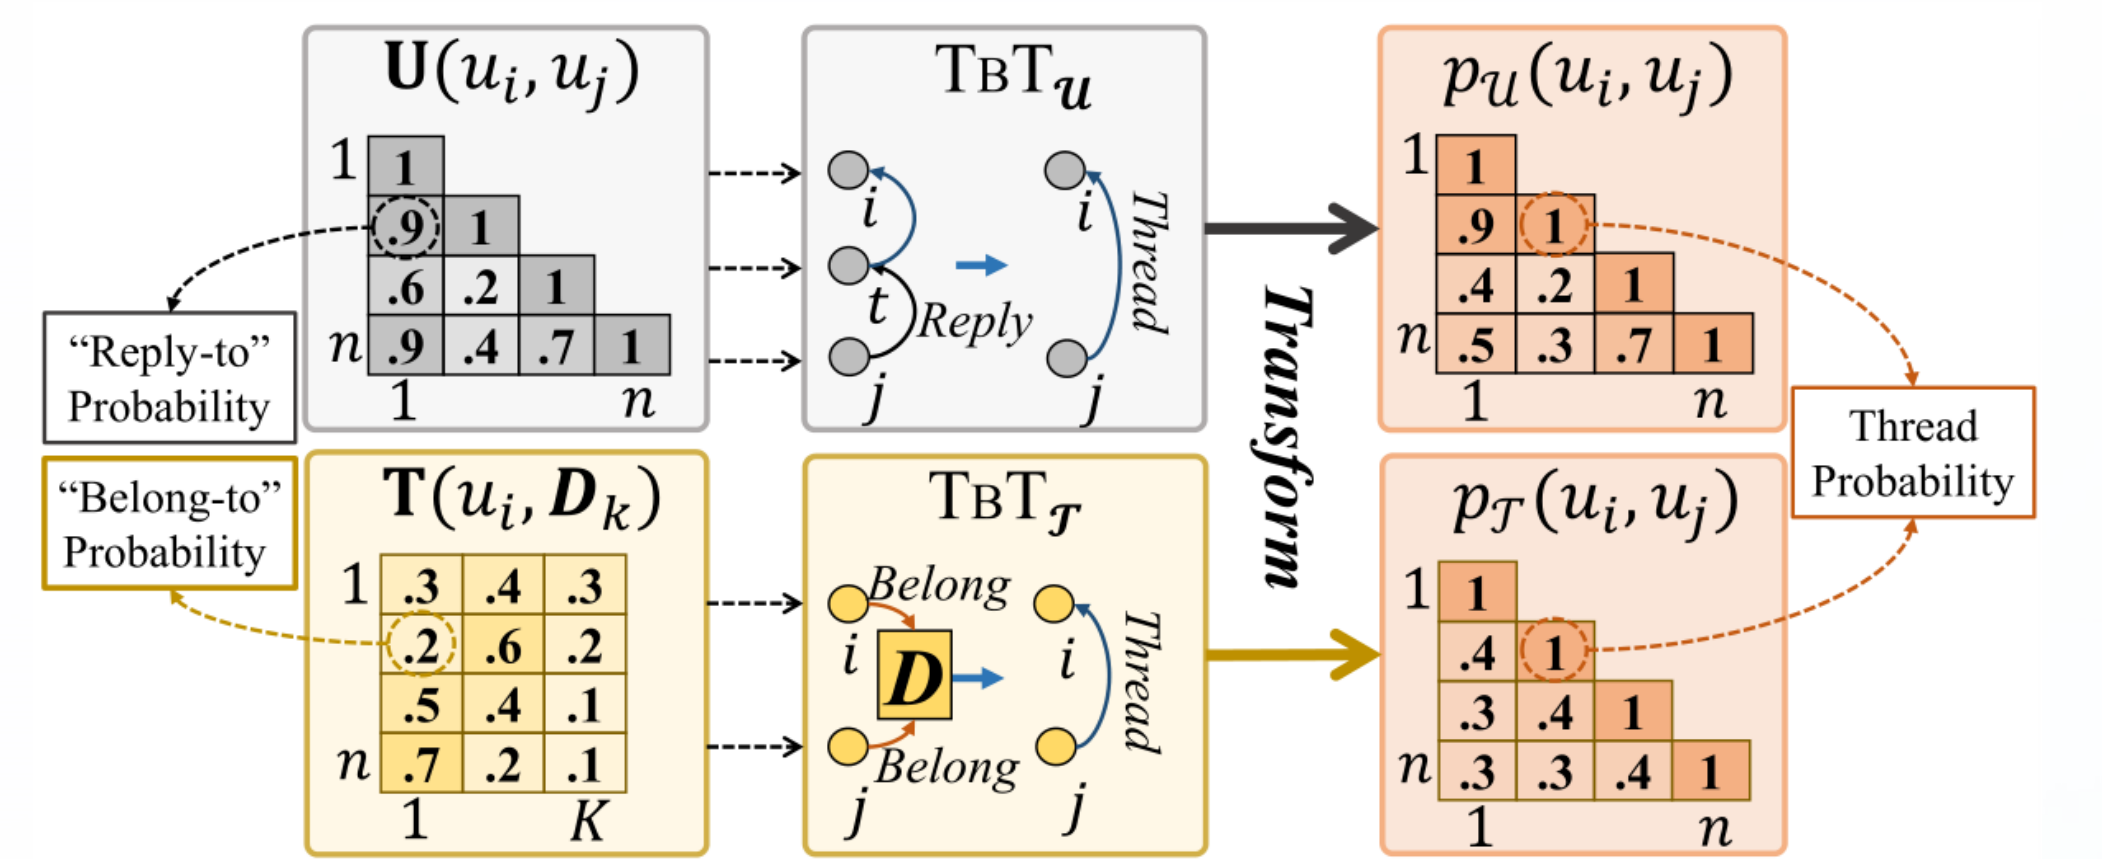 U(u_i, u_j)
1
1
.9 1
.6 .2 1
n .9 .4 .7 1
1 n
"Reply-to"
Probability
TBT_𝒰
i
t
j
Reply
i
j
Thread
Transform
p_𝒰(u_i, u_j)
1
1
.9 1
.4 .2 1
n .5 .3 .7 1
1 n
Thread
Probability
"Belong-to"
Probability
T(u_i, D_k)
1 .3 .4 .3
.2 .6 .2
.5 .4 .1
n .7 .2 .1
1 K
TBT_𝒯
Belong
i
D
Belong
j
i
j
Thread
p_𝒯(u_i, u_j)
1 1
.4 1
.3 .4 1
n .3 .3 .4 1
1 n